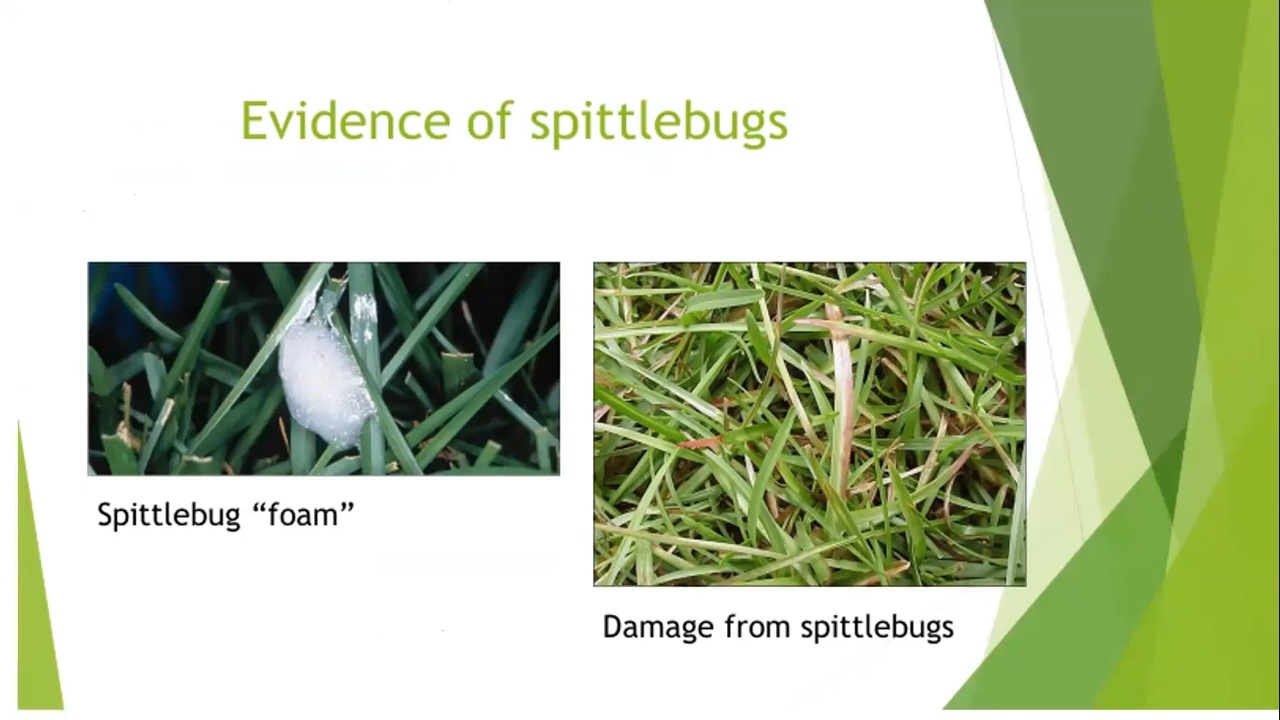 Evidence of spittlebugs
Spittlebug “foam”
Damage from spittlebugs